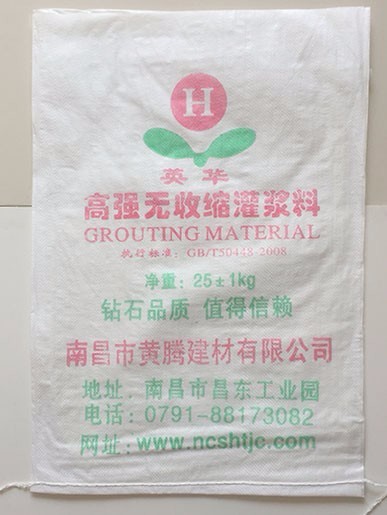 H
英华
高强无收缩灌浆料
GROUTING MATERIAL
执行标准：GB/T50448-2008
净重：25±1kg
钻石品质 值得信赖
南昌市黄腾建材有限公司
地址：南昌市昌东工业园
电话：0791-88173082
网址：www.ncshtjc.com